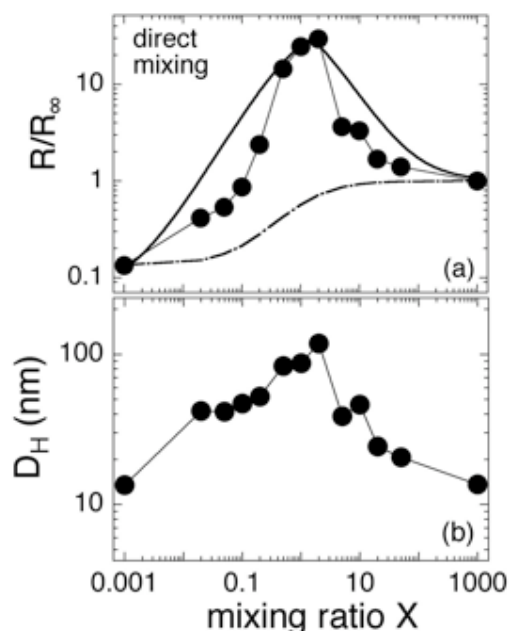 direct
mixing
R/R∞
10
1
0.1
(a)
D_H (nm)
100
10
(b)
0.001
0.1
10
1000
mixing ratio X